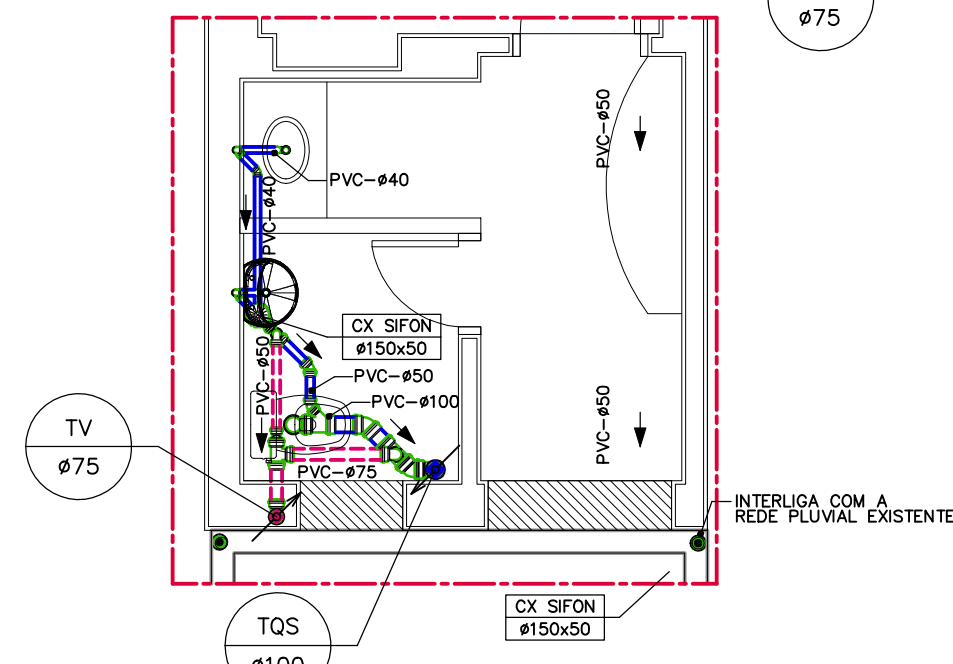 ø75
PVC-ø50
PVC-ø40
PVC-ø40
CX SIFON
ø150x50
PVC-ø50
PVC-ø50
PVC-ø100
PVC-ø50
TV
ø75
PVC-ø75
INTERLIGA COM A
REDE PLUVIAL EXISTENTE
CX SIFON
ø150x50
TQS
ø100